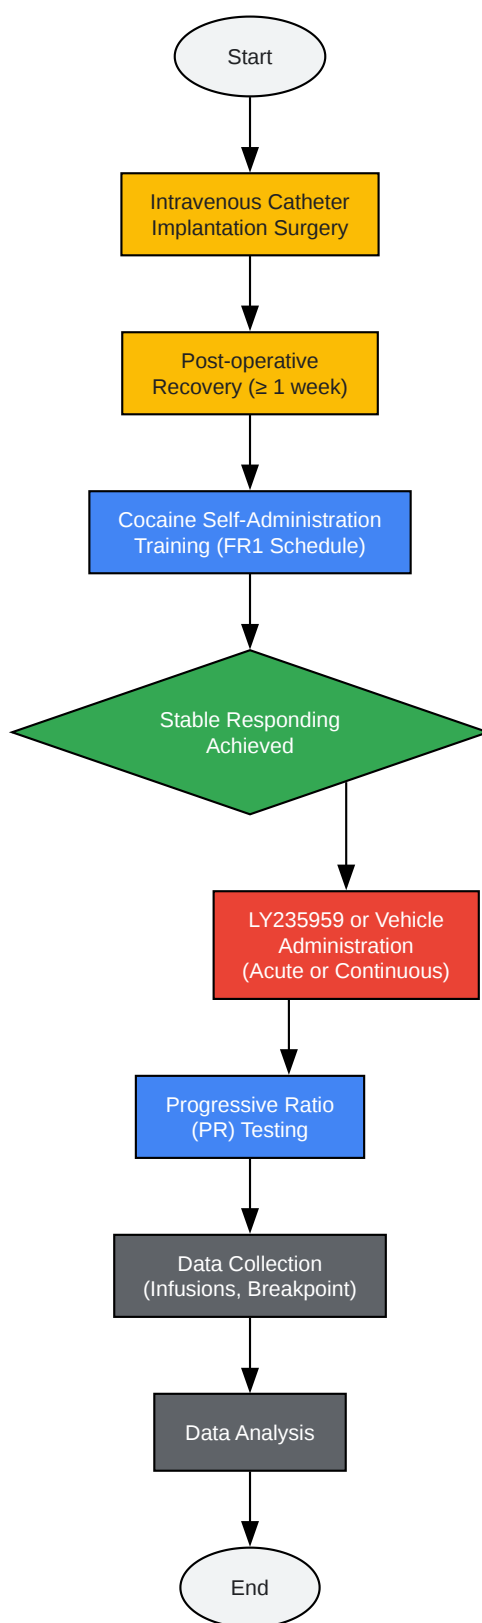 Start
Intravenous Catheter
Implantation Surgery
Post-operative
Recovery (≥ 1 week)
Cocaine Self-Administration
Training (FR1 Schedule)
Stable Responding
Achieved
LY235959 or Vehicle
Administration
(Acute or Continuous)
Progressive Ratio
(PR) Testing
Data Collection
(Infusions, Breakpoint)
Data Analysis
End